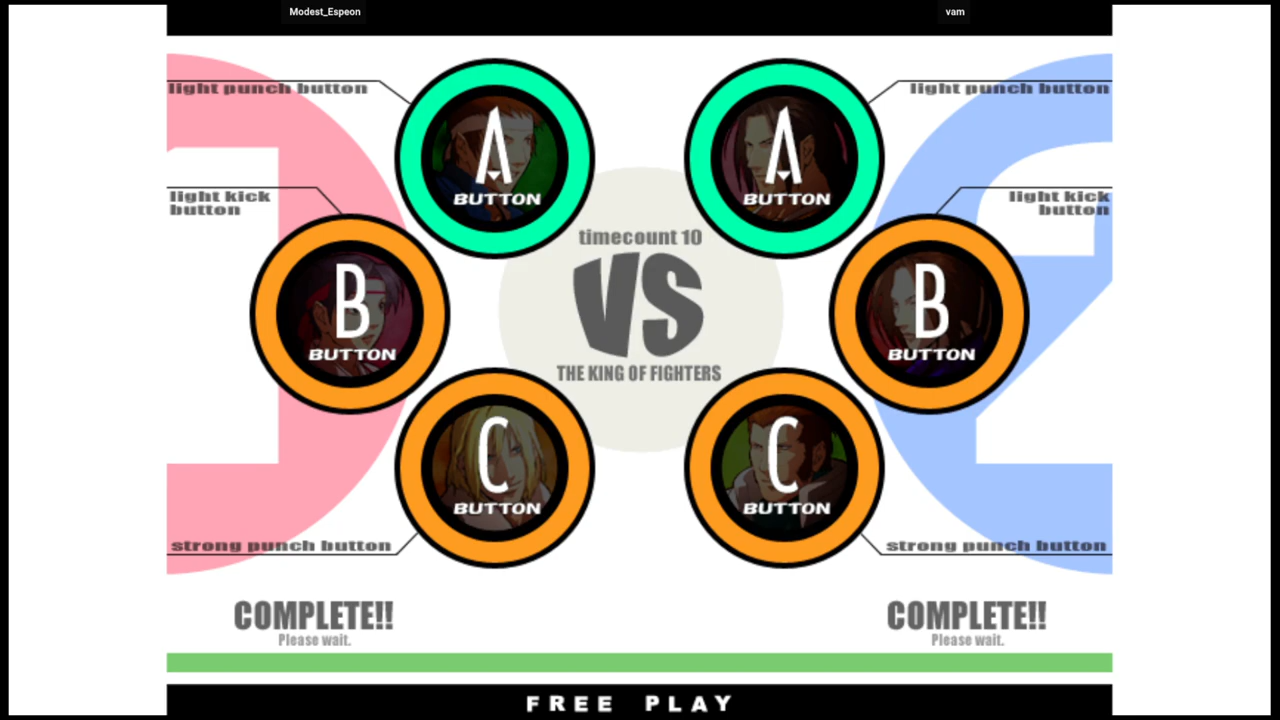 Modest_Espeon
vam
light punch button
A
BUTTON
A
BUTTON
light punch button
light kick
button
B
BUTTON
timecount 10
VS
THE KING OF FIGHTERS
light kick
button
B
BUTTON
C
BUTTON
C
BUTTON
strong punch button
strong punch button
1
2
COMPLETE!!
Please wait.
COMPLETE!!
Please wait.
FREE PLAY